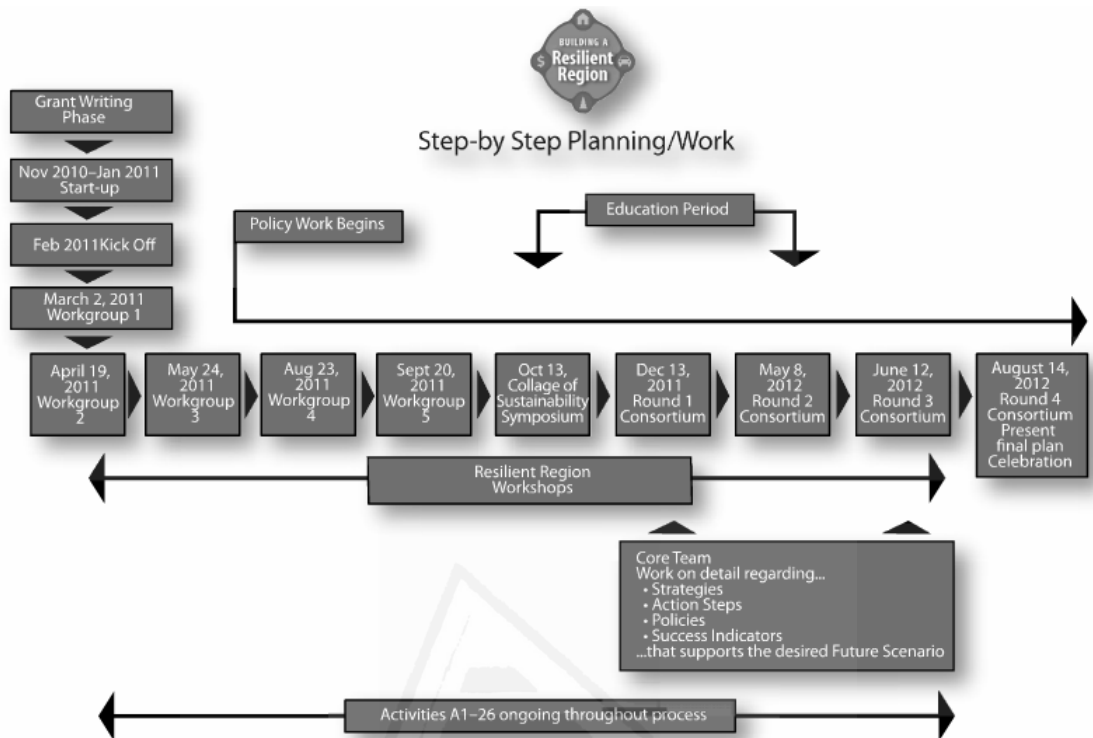 BUILDING A
Resilient
Region
$
Step-by Step Planning/Work
Grant Writing
Phase
Nov 2010–Jan 2011
Start-up
Feb 2011Kick Off
March 2, 2011
Workgroup 1
Policy Work Begins
Education Period
April 19,
2011
Workgroup
2
May 24,
2011
Workgroup
3
Aug 23,
2011
Workgroup
4
Sept 20,
2011
Workgroup
5
Oct 13,
Collage of
Sustainability
Symposium
Dec 13,
2011
Round 1
Consortium
May 8,
2012
Round 2
Consortium
June 12,
2012
Round 3
Consortium
August 14,
2012
Round 4
Consortium
Present
final plan
Celebration
Resilient Region
Workshops
Core Team
Work on detail regarding...
• Strategies
• Action Steps
• Policies
• Success Indicators
...that supports the desired Future Scenario
Activities A1–26 ongoing throughout process